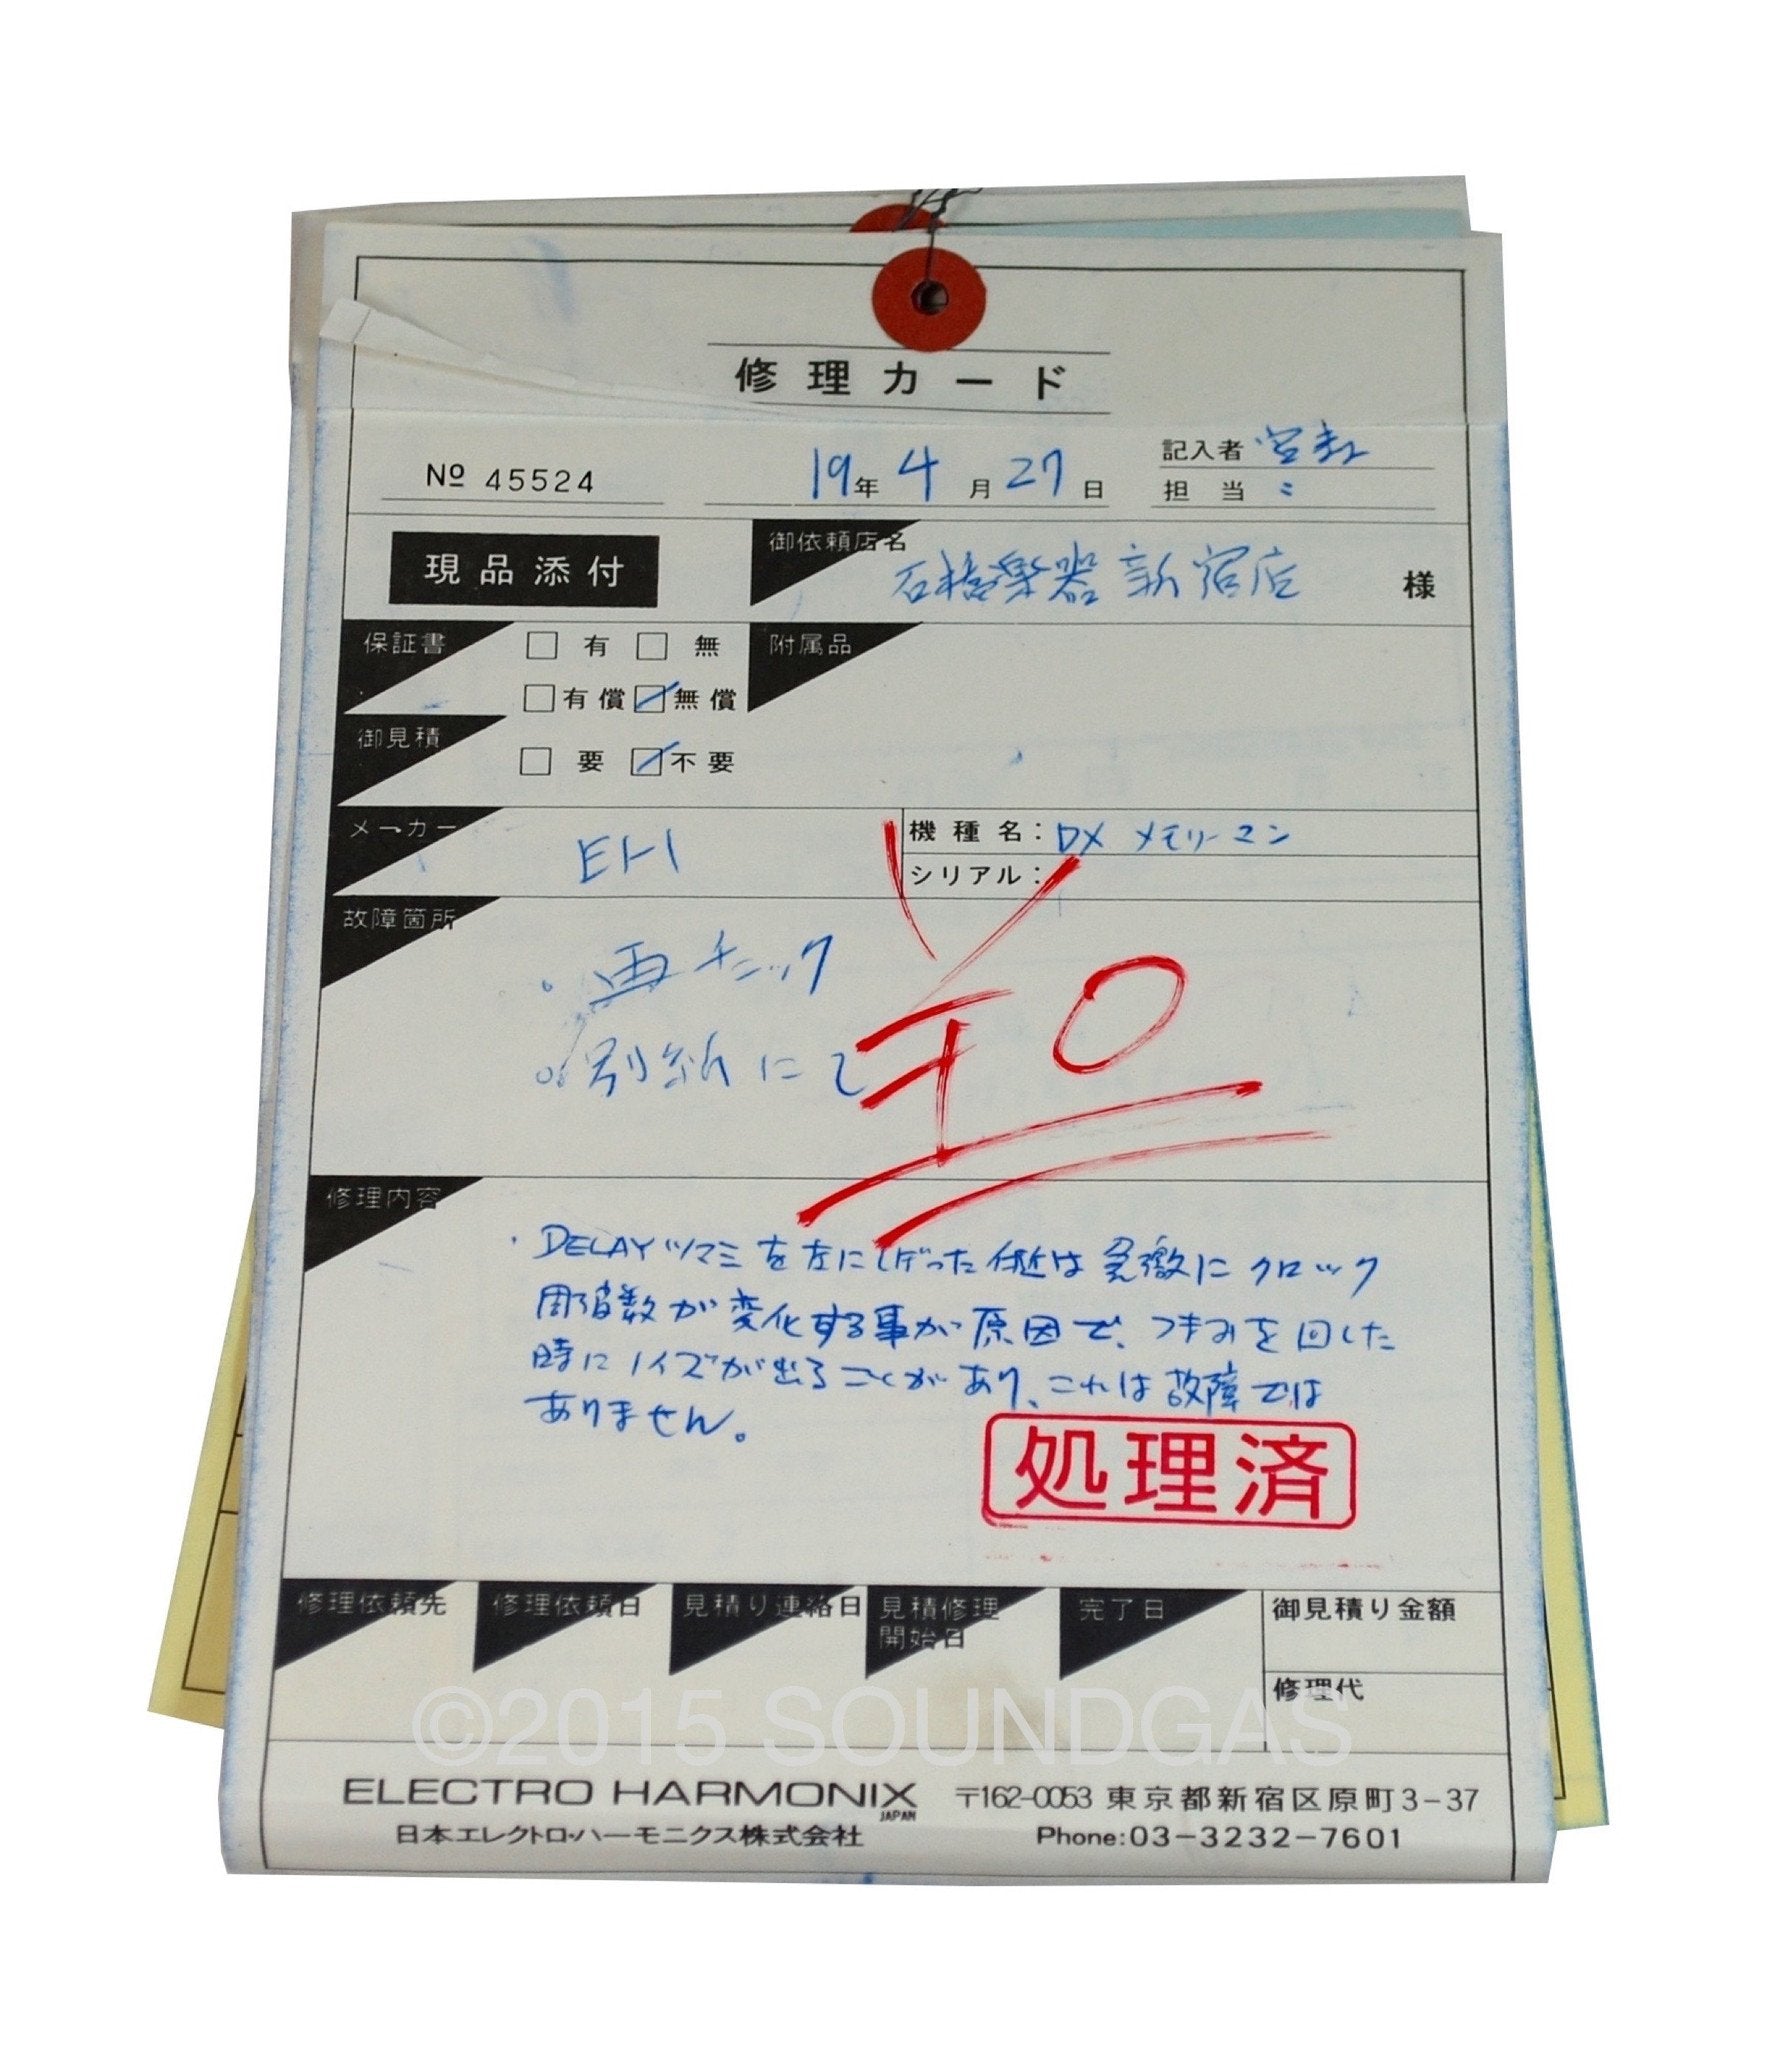 修理カード
№ 45524
19年 4月 27日
記入者
担当 〃
現品添付
御依頼店名 石橋楽器 新宿店 様
保証書 □有 □無
□有償 ☑無償
附属品
御見積 □要 ☑不要
メーカー EH
機種名: DX メモリーマン
シリアル:
故障箇所
・再チェック
・別紙にて
¥0
修理内容
・DELAYツマミを左にしぼった付近は急激にクロック
周波数が変化する事が原因で、つまみを回した
時にノイズが出ることがあり、これは故障では
ありません。
処理済
修理依頼先 修理依頼日 見積り連絡日 見積修理開始日 完了日 御見積り金額
修理代
©2015 SOUNDGAS
ELECTRO HARMONIX JAPAN
日本エレクトロ・ハーモニクス株式会社
〒162-0053 東京都新宿区原町3-37
Phone:03-3232-7601